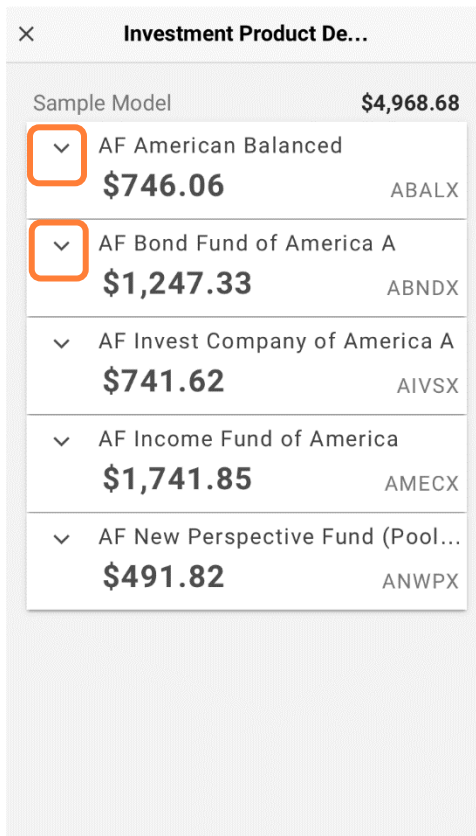 Investment Product De...
Sample Model $4,968.68
AF American Balanced
$746.06 ABALX
AF Bond Fund of America A
$1,247.33 ABNDX
AF Invest Company of America A
$741.62 AIVSX
AF Income Fund of America
$1,741.85 AMECX
AF New Perspective Fund (Pool...
$491.82 ANWPX